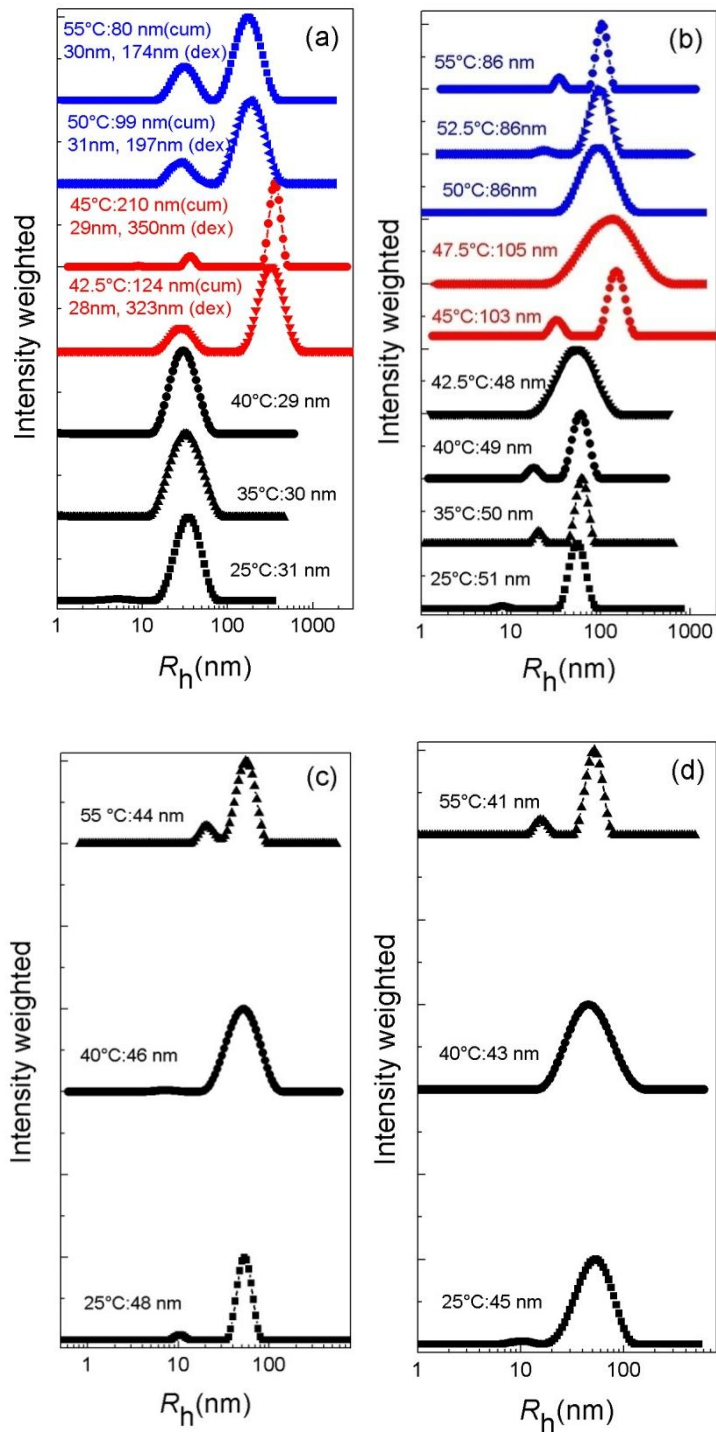 (a)
55°C:80 nm(cum)
30nm, 174nm (dex)
50°C:99 nm(cum)
31nm, 197nm (dex)
45°C:210 nm(cum)
29nm, 350nm (dex)
42.5°C:124 nm(cum)
28nm, 323nm (dex)
40°C:29 nm
35°C:30 nm
25°C:31 nm
Intensity weighted
1 10 100 1000
Rh(nm)
(b)
55°C:86 nm
52.5°C:86nm
50°C:86nm
47.5°C:105 nm
45°C:103 nm
42.5°C:48 nm
40°C:49 nm
35°C:50 nm
25°C:51 nm
Intensity weighted
1 10 100 1000
Rh(nm)
(c)
55 °C:44 nm
40°C:46 nm
25°C:48 nm
Intensity weighted
1 10 100
Rh(nm)
(d)
55°C:41 nm
40°C:43 nm
25°C:45 nm
Intensity weighted
1 10 100
Rh(nm)